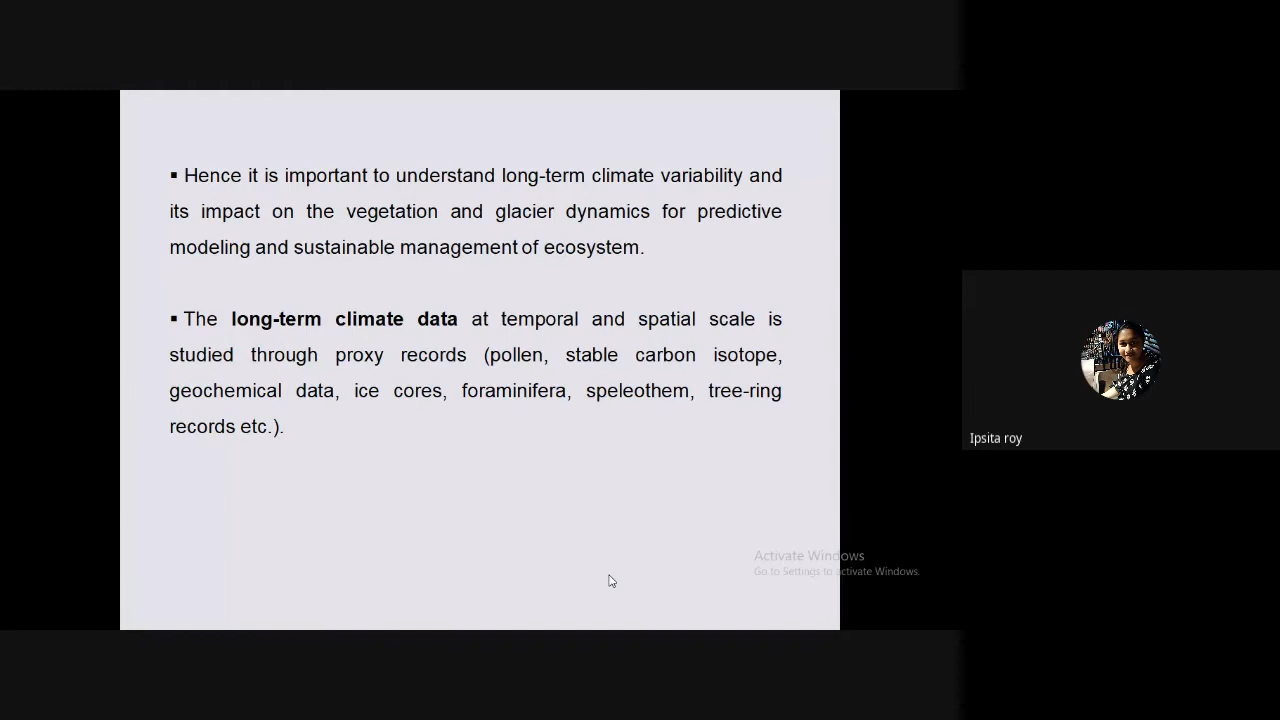 ▪ Hence it is important to understand long-term climate variability and
its impact on the vegetation and glacier dynamics for predictive
modeling and sustainable management of ecosystem.
▪ The long-term climate data at temporal and spatial scale is
studied through proxy records (pollen, stable carbon isotope,
geochemical data, ice cores, foraminifera, speleothem, tree-ring
records etc.).
Ipsita roy
Activate Windows
Go to Settings to activate Windows.